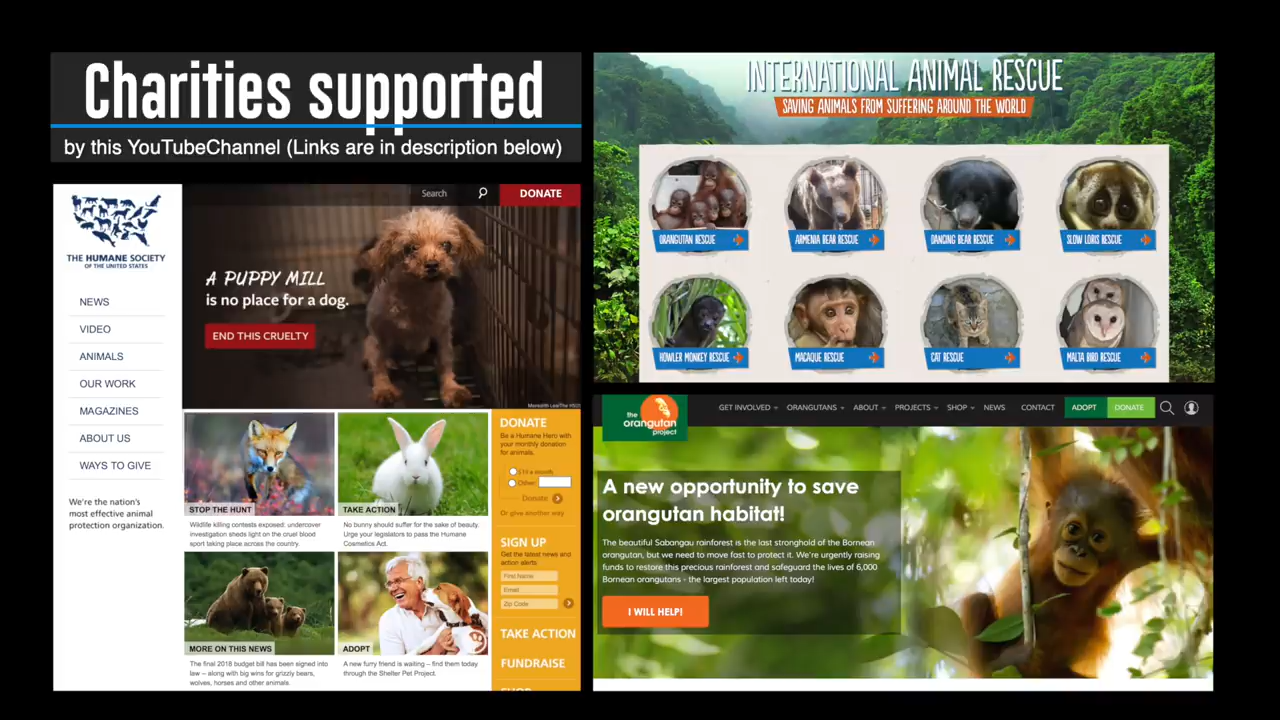 Charities supported
by this YouTubeChannel (Links are in description below)
THE HUMANE SOCIETY
OF THE UNITED STATES
NEWS
VIDEO
ANIMALS
OUR WORK
MAGAZINES
ABOUT US
WAYS TO GIVE
We're the nation's
most effective animal
protection organization.
Search
DONATE
A PUPPY MILL
is no place for a dog.
END THIS CRUELTY
STOP THE HUNT
Wildlife killing contests exposed: undercover
investigation sheds light on the cruel blood
sport taking place across the country.
TAKE ACTION
No bunny should suffer for the sake of beauty.
Urge your legislators to pass the Humane
Cosmetics Act.
MORE ON THIS NEWS
The final 2018 budget bill has been signed into
law – along with big wins for grizzly bears,
wolves, horses and other animals.
ADOPT
A new furry friend is waiting – find them today
through the Shelter Pet Project.
DONATE
Be a Humane Hero with
your monthly donation
for animals.
a month
Other:
Donate
Or give another way
SIGN UP
Get the latest news and
action alerts.
First Name
Email
Zip Code
TAKE ACTION
FUNDRAISE
SHOP
INTERNATIONAL ANIMAL RESCUE
SAVING ANIMALS FROM SUFFERING AROUND THE WORLD
ORANGUTAN RESCUE
ARMENIA BEAR RESCUE
DANCING BEAR RESCUE
SLOW LORIS RESCUE
HOWLER MONKEY RESCUE
MACAQUE RESCUE
CAT RESCUE
MALTA BIRD RESCUE
the
orangutan
project
GET INVOLVED
ORANGUTANS
ABOUT
PROJECTS
SHOP
NEWS
CONTACT
ADOPT
DONATE
A new opportunity to save
orangutan habitat!
The beautiful Sabangau rainforest is the last stronghold of the Bornean
orangutan, but we need to move fast to protect it. We're urgently raising
funds to restore this precious rainforest and safeguard the lives of 6,000
Bornean orangutans - the largest population left today!
I WILL HELP!